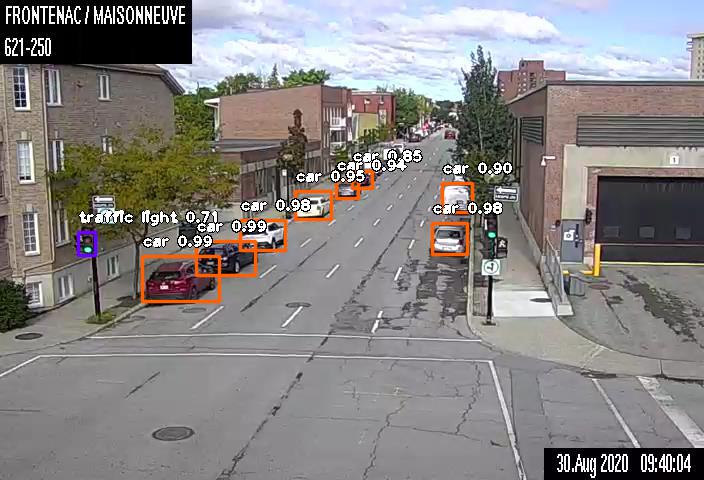 FRONTENAC / MAISONNEUVE
621-250
car 0.85
car 0.94
car 0.95
car 0.90
car 0.98
car 0.98
traffic light 0.71
car 0.99
car 0.99
1
30.Aug 2020 09:40:04